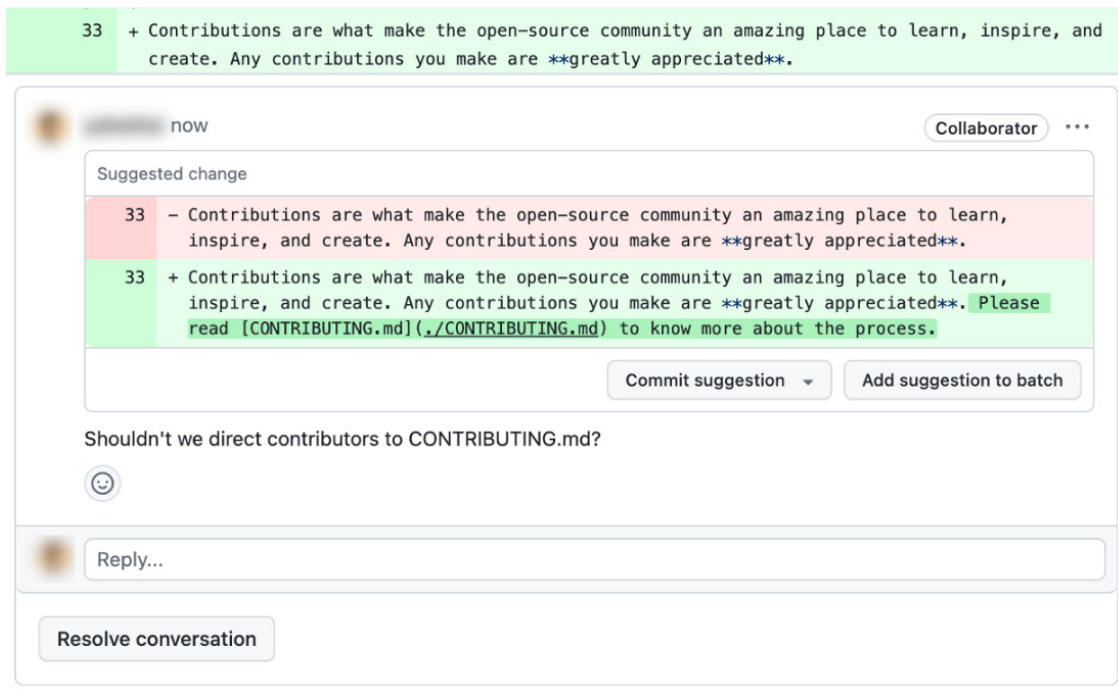 33 + Contributions are what make the open-source community an amazing place to learn, inspire, and
create. Any contributions you make are **greatly appreciated**.
now
Collaborator ...
Suggested change
33 - Contributions are what make the open-source community an amazing place to learn,
inspire, and create. Any contributions you make are **greatly appreciated**.
33 + Contributions are what make the open-source community an amazing place to learn,
inspire, and create. Any contributions you make are **greatly appreciated**. Please
read [CONTRIBUTING.md](./CONTRIBUTING.md) to know more about the process.
Commit suggestion
Add suggestion to batch
Shouldn't we direct contributors to CONTRIBUTING.md?
Reply...
Resolve conversation